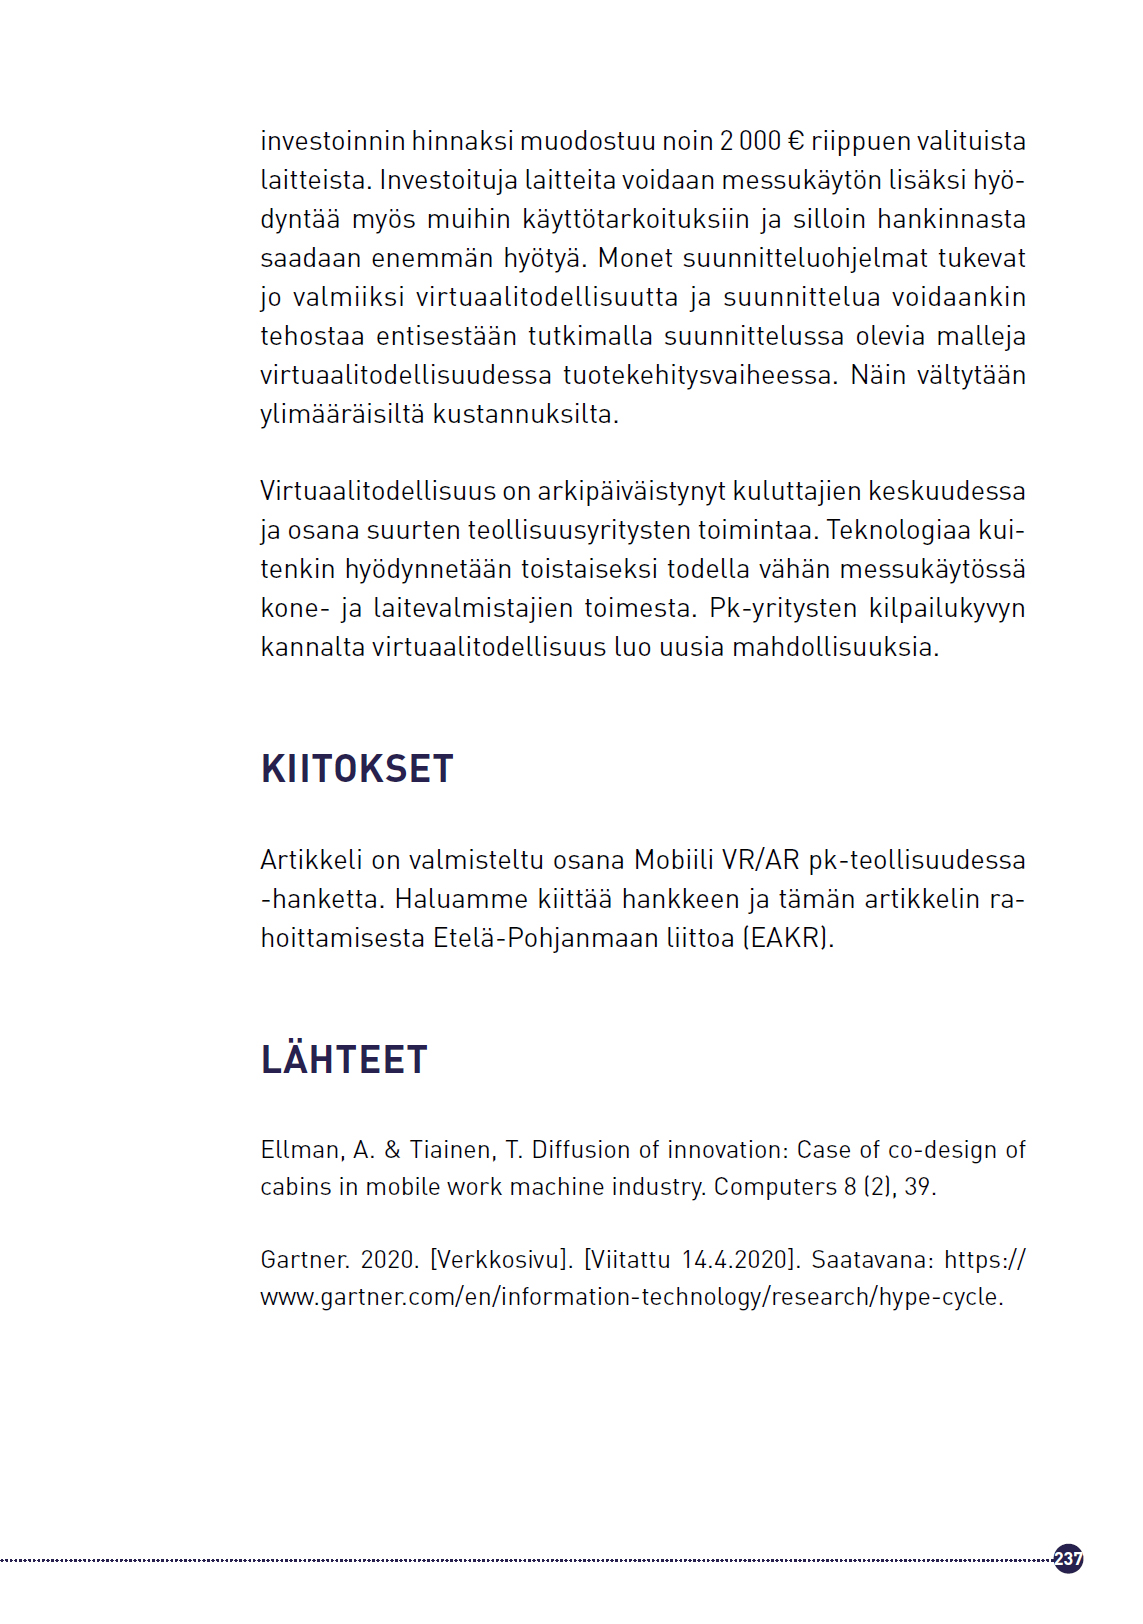 investoinnin hinnaksi muodostuu noin 2 000 € riippuen valituista
laitteista. Investoituja laitteita voidaan messukäytön lisäksi hyö-
dyntää myös muihin käyttötarkoituksiin ja silloin hankinnasta
saadaan enemmän hyötyä. Monet suunnitteluohjelmat tukevat
jo valmiiksi virtuaalitodellisuutta ja suunnittelua voidaankin
tehostaa entisestään tutkimalla suunnittelussa olevia malleja
virtuaalitodellisuudessa tuotekehitysvaiheessa. Näin vältytään
ylimääräisiltä kustannuksilta.
Virtuaalitodellisuus on arkipäiväistynyt kuluttajien keskuudessa
ja osana suurten teollisuusyritysten toimintaa. Teknologiaa kui-
tenkin hyödynnetään toistaiseksi todella vähän messukäytössä
kone- ja laitevalmistajien toimesta. Pk-yritysten kilpailukyvyn
kannalta virtuaalitodellisuus luo uusia mahdollisuuksia.
KIITOKSET
Artikkeli on valmisteltu osana Mobiili VR/AR pk-teollisuudessa
-hanketta. Haluamme kiittää hankkeen ja tämän artikkelin ra-
hoittamisesta Etelä-Pohjanmaan liittoa (EAKR).
LÄHTEET
Ellman, A. & Tiainen, T. Diffusion of innovation: Case of co-design of
cabins in mobile work machine industry. Computers 8 (2), 39.
Gartner. 2020. [Verkkosivu]. [Viitattu 14.4.2020]. Saatavana: https://
www.gartner.com/en/information-technology/research/hype-cycle.
237